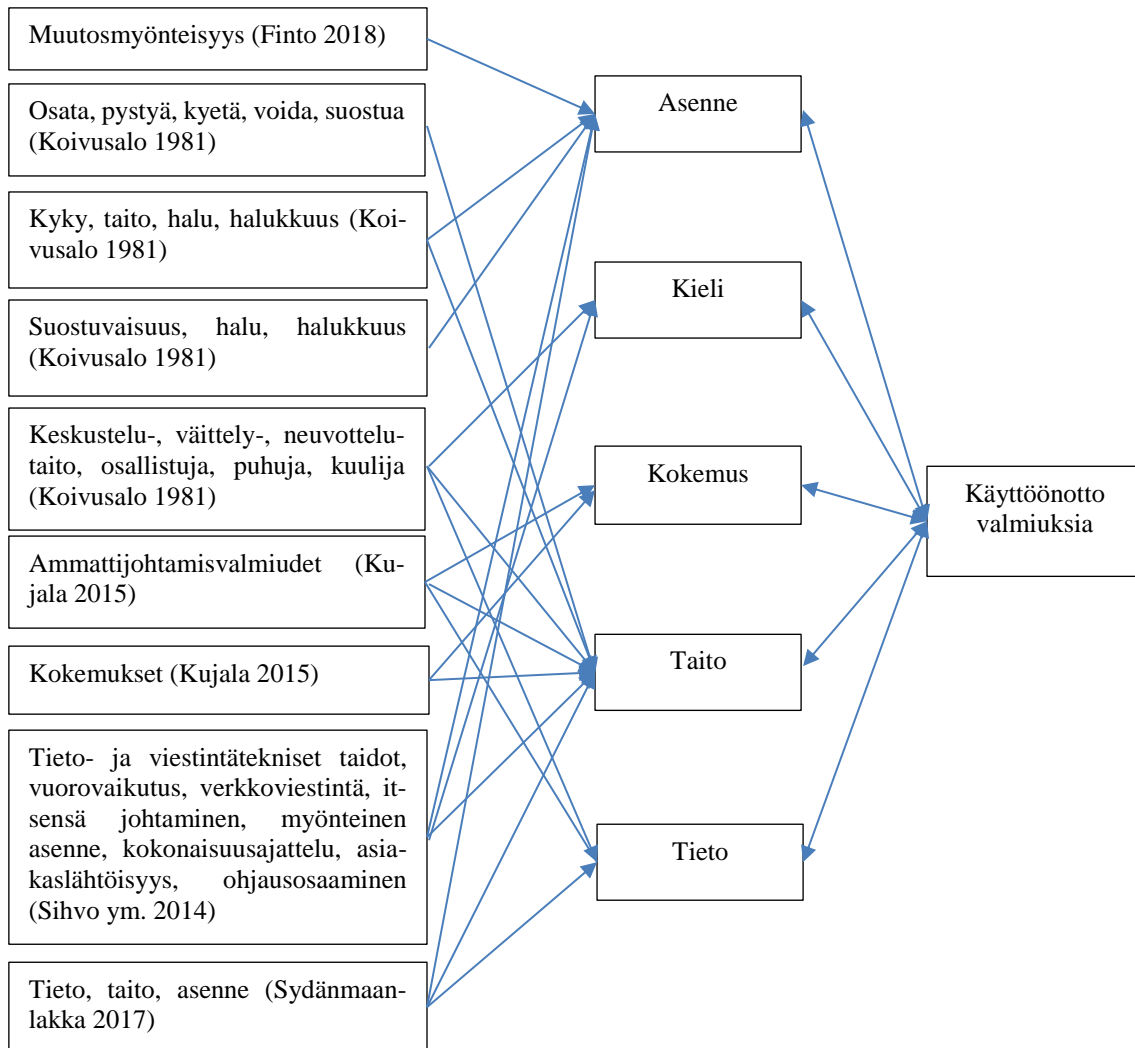 Muutosmyönteisyys (Finto 2018)
Osata, pystyä, kyetä, voida, suostua
(Koivusalo 1981)
Kyky, taito, halu, halukkuus (Koi-
vusalo 1981)
Suostuvaisuus, halu, halukkuus
(Koivusalo 1981)
Keskustelu-, väittely-, neuvottelu-
taito, osallistuja, puhuja, kuulija
(Koivusalo 1981)
Ammattijohtamisvalmiudet (Ku-
jala 2015)
Kokemukset (Kujala 2015)
Tieto- ja viestintätekniset taidot,
vuorovaikutus, verkkoviestintä, it-
sensä johtaminen, myönteinen
asenne, kokonaisuusajattelu, asia-
kaslähtöisyys, ohjausosaaminen
(Sihvo ym. 2014)
Tieto, taito, asenne (Sydänmaan-
lakka 2017)
Asenne
Kieli
Kokemus
Taito
Tieto
Käyttöönotto
valmiuksia